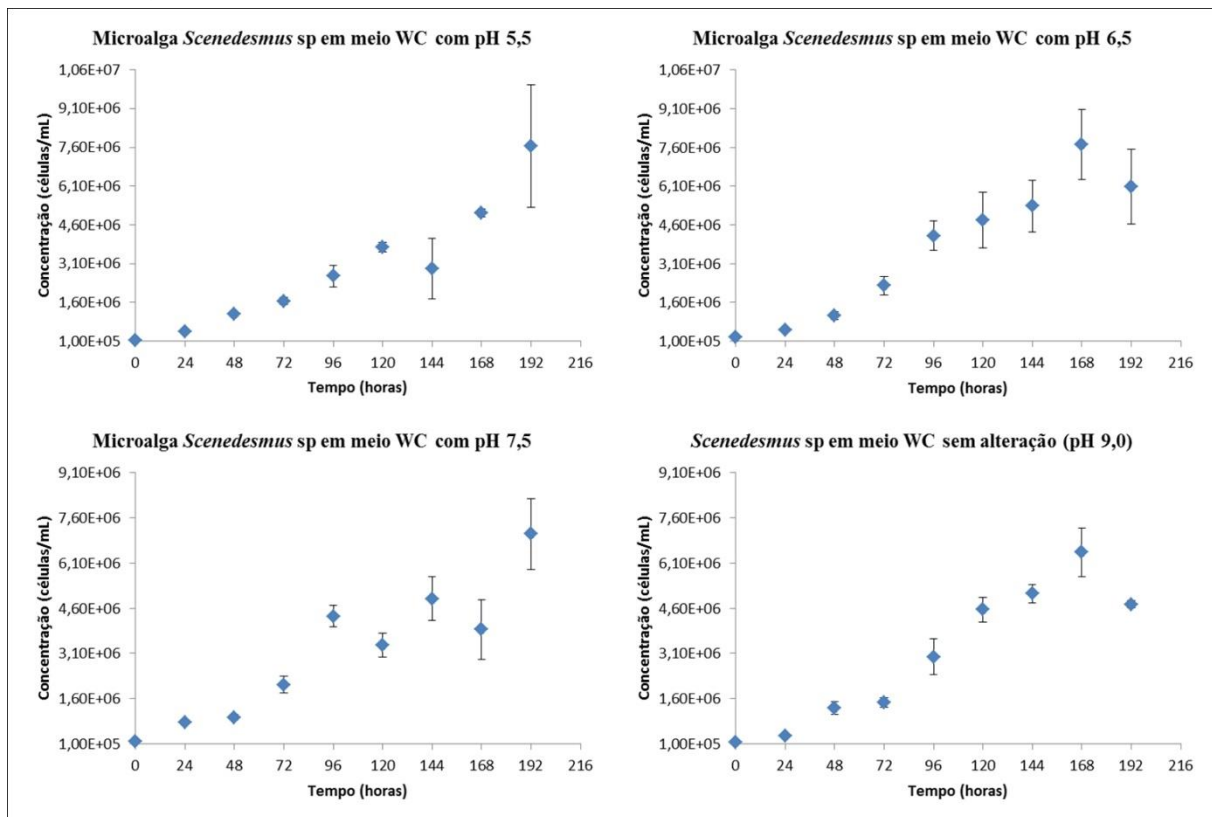 Microalga Scenedesmus sp em meio WC com pH 5,5
Concentração (células/mL)
1,06E+07
9,10E+06
7,60E+06
6,10E+06
4,60E+06
3,10E+06
1,60E+06
1,00E+05
0 24 48 72 96 120 144 168 192 216
Tempo (horas)
Microalga Scenedesmus sp em meio WC com pH 6,5
Concentração (células/mL)
1,06E+07
9,10E+06
7,60E+06
6,10E+06
4,60E+06
3,10E+06
1,60E+06
1,00E+05
0 24 48 72 96 120 144 168 192 216
Tempo (horas)
Microalga Scenedesmus sp em meio WC com pH 7,5
Concentração (células/mL)
9,10E+06
7,60E+06
6,10E+06
4,60E+06
3,10E+06
1,60E+06
1,00E+05
0 24 48 72 96 120 144 168 192 216
Tempo (horas)
Scenedesmus sp em meio WC sem alteração (pH 9,0)
Concentração (células/mL)
9,10E+06
7,60E+06
6,10E+06
4,60E+06
3,10E+06
1,60E+06
1,00E+05
0 24 48 72 96 120 144 168 192 216
Tempo (horas)